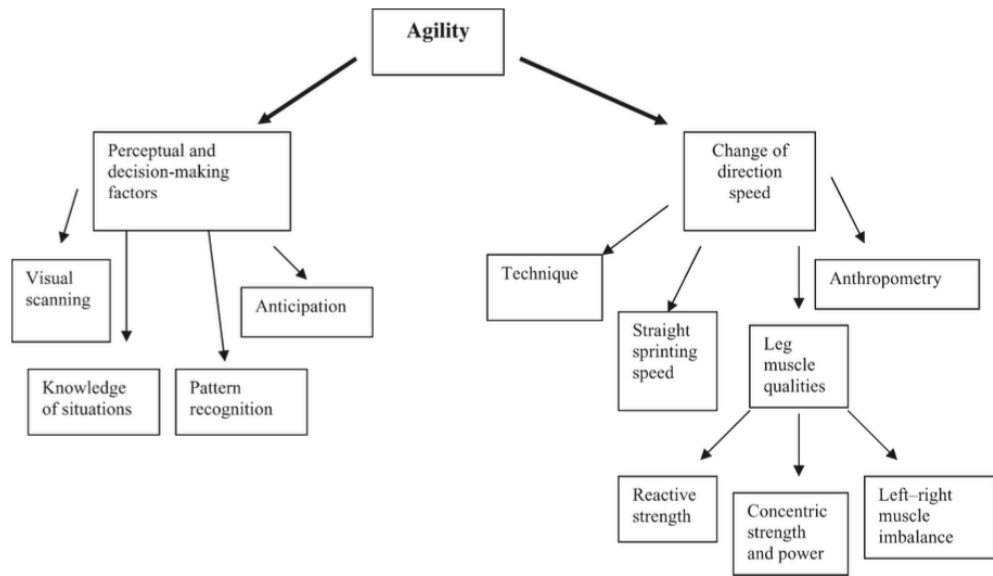 Agility
Perceptual and
decision-making
factors
Change of
direction
speed
Visual
scanning
Anticipation
Knowledge
of situations
Pattern
recognition
Technique
Straight
sprinting
speed
Leg
muscle
qualities
Anthropometry
Reactive
strength
Concentric
strength
and power
Left–right
muscle
imbalance